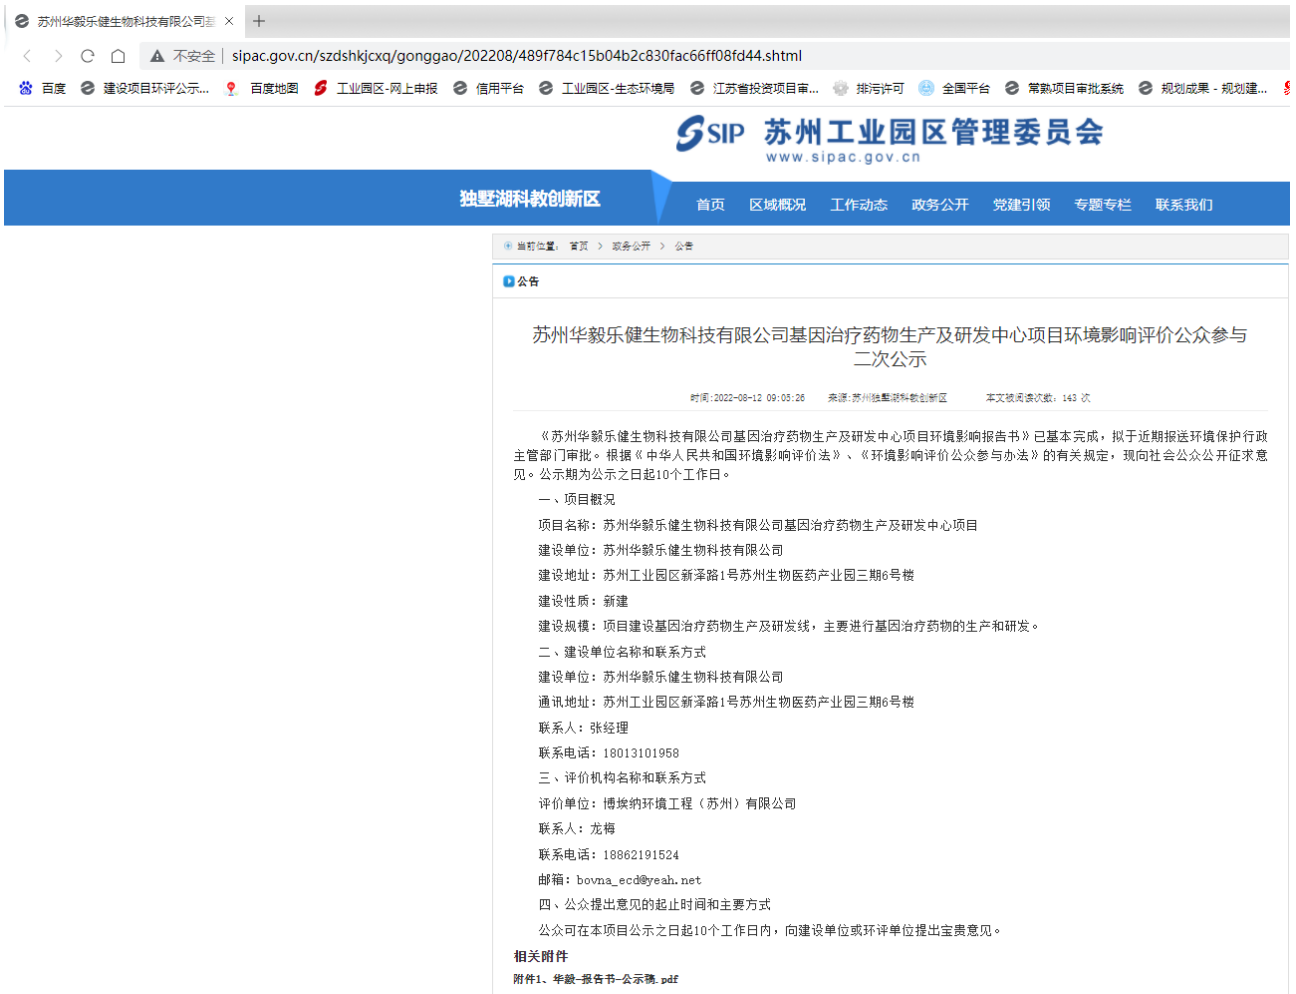 苏州华毅乐健生物科技有限公司基
不安全 | sipac.gov.cn/szdshkjcxq/gonggao/202208/489f784c15b04b2c830fac66ff08fd44.shtml
百度 建设项目环评公示... 百度地图 工业园区-网上申报 信用平台 工业园区-生态环境局 江苏省投资项目审... 排污许可 全国平台 常熟项目审批系统 规划成果 - 规划建...
SIP 苏州工业园区管理委员会
www.sipac.gov.cn
独墅湖科教创新区 首页 区域概况 工作动态 政务公开 党建引领 专题专栏 联系我们
当前位置: 首页 > 政务公开 > 公告
公告
苏州华毅乐健生物科技有限公司基因治疗药物生产及研发中心项目环境影响评价公众参与
二次公示
时间:2022-08-12 09:05:26 来源:苏州独墅湖科教创新区 本文被阅读次数: 143 次
《苏州华毅乐健生物科技有限公司基因治疗药物生产及研发中心项目环境影响报告书》已基本完成，拟于近期报送环境保护行政
主管部门审批。根据《中华人民共和国环境影响评价法》、《环境影响评价公众参与办法》的有关规定，现向社会公众公开征求意
见。公示期为公示之日起10个工作日。
一、项目概况
项目名称：苏州华毅乐健生物科技有限公司基因治疗药物生产及研发中心项目
建设单位：苏州华毅乐健生物科技有限公司
建设地址：苏州工业园区新泽路1号苏州生物医药产业园三期6号楼
建设性质：新建
建设规模：项目建设基因治疗药物生产及研发线，主要进行基因治疗药物的生产和研发。
二、建设单位名称和联系方式
建设单位：苏州华毅乐健生物科技有限公司
通讯地址：苏州工业园区新泽路1号苏州生物医药产业园三期6号楼
联系人：张经理
联系电话：18013101958
三、评价机构名称和联系方式
评价单位：博埃纳环境工程（苏州）有限公司
联系人：龙梅
联系电话：18862191524
邮箱：bovna_ecd@yeah.net
四、公众提出意见的起止时间和主要方式
公众可在本项目公示之日起10个工作日内，向建设单位或环评单位提出宝贵意见。
相关附件
附件1、华毅-报告书-公示稿.pdf